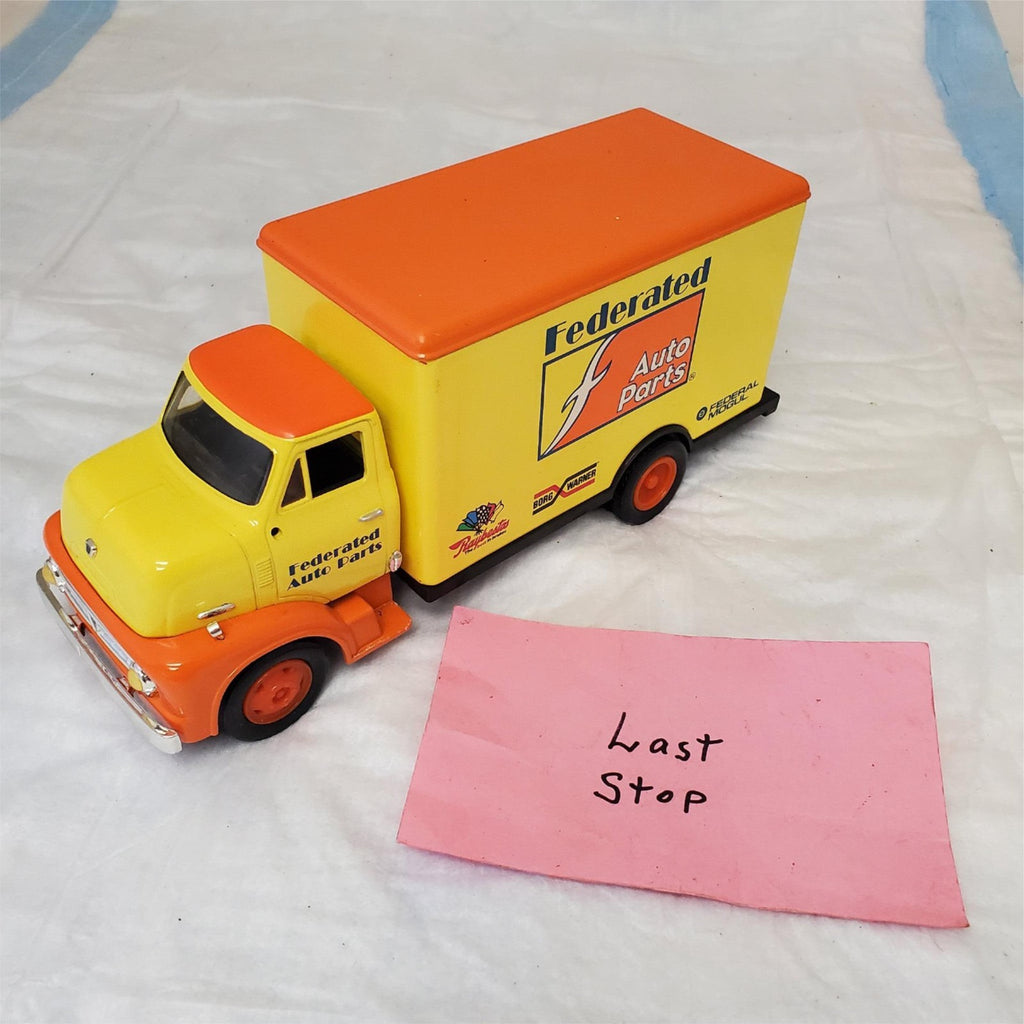 Federated
Auto
Parts
®
FEDERAL
MOGUL
BORG WARNER
Raybestos
Federated
Auto Parts
Last
Stop